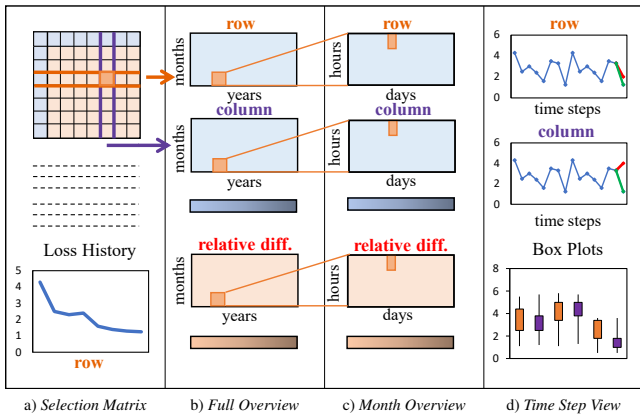 Loss History
5
4
3
2
1
0
row
a) Selection Matrix
row
months
years
column
months
years
relative diff.
months
years
b) Full Overview
row
hours
days
column
hours
days
relative diff.
hours
days
c) Month Overview
row
6
4
2
0
time steps
column
6
4
2
0
time steps
Box Plots
8
6
4
2
0
d) Time Step View